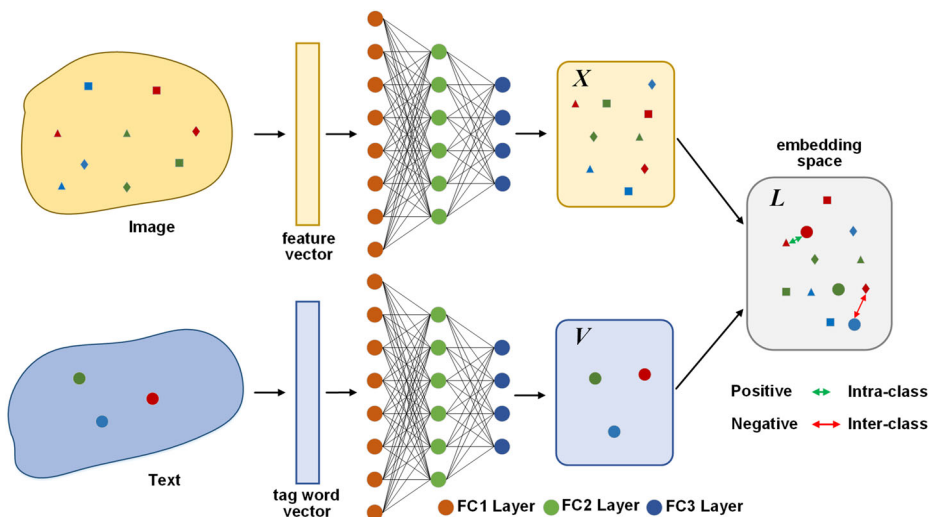 Image
feature
vector
X
embedding
space
L
Text
tag word
vector
V
Positive
Intra-class
Negative
Inter-class
FC1 Layer
FC2 Layer
FC3 Layer